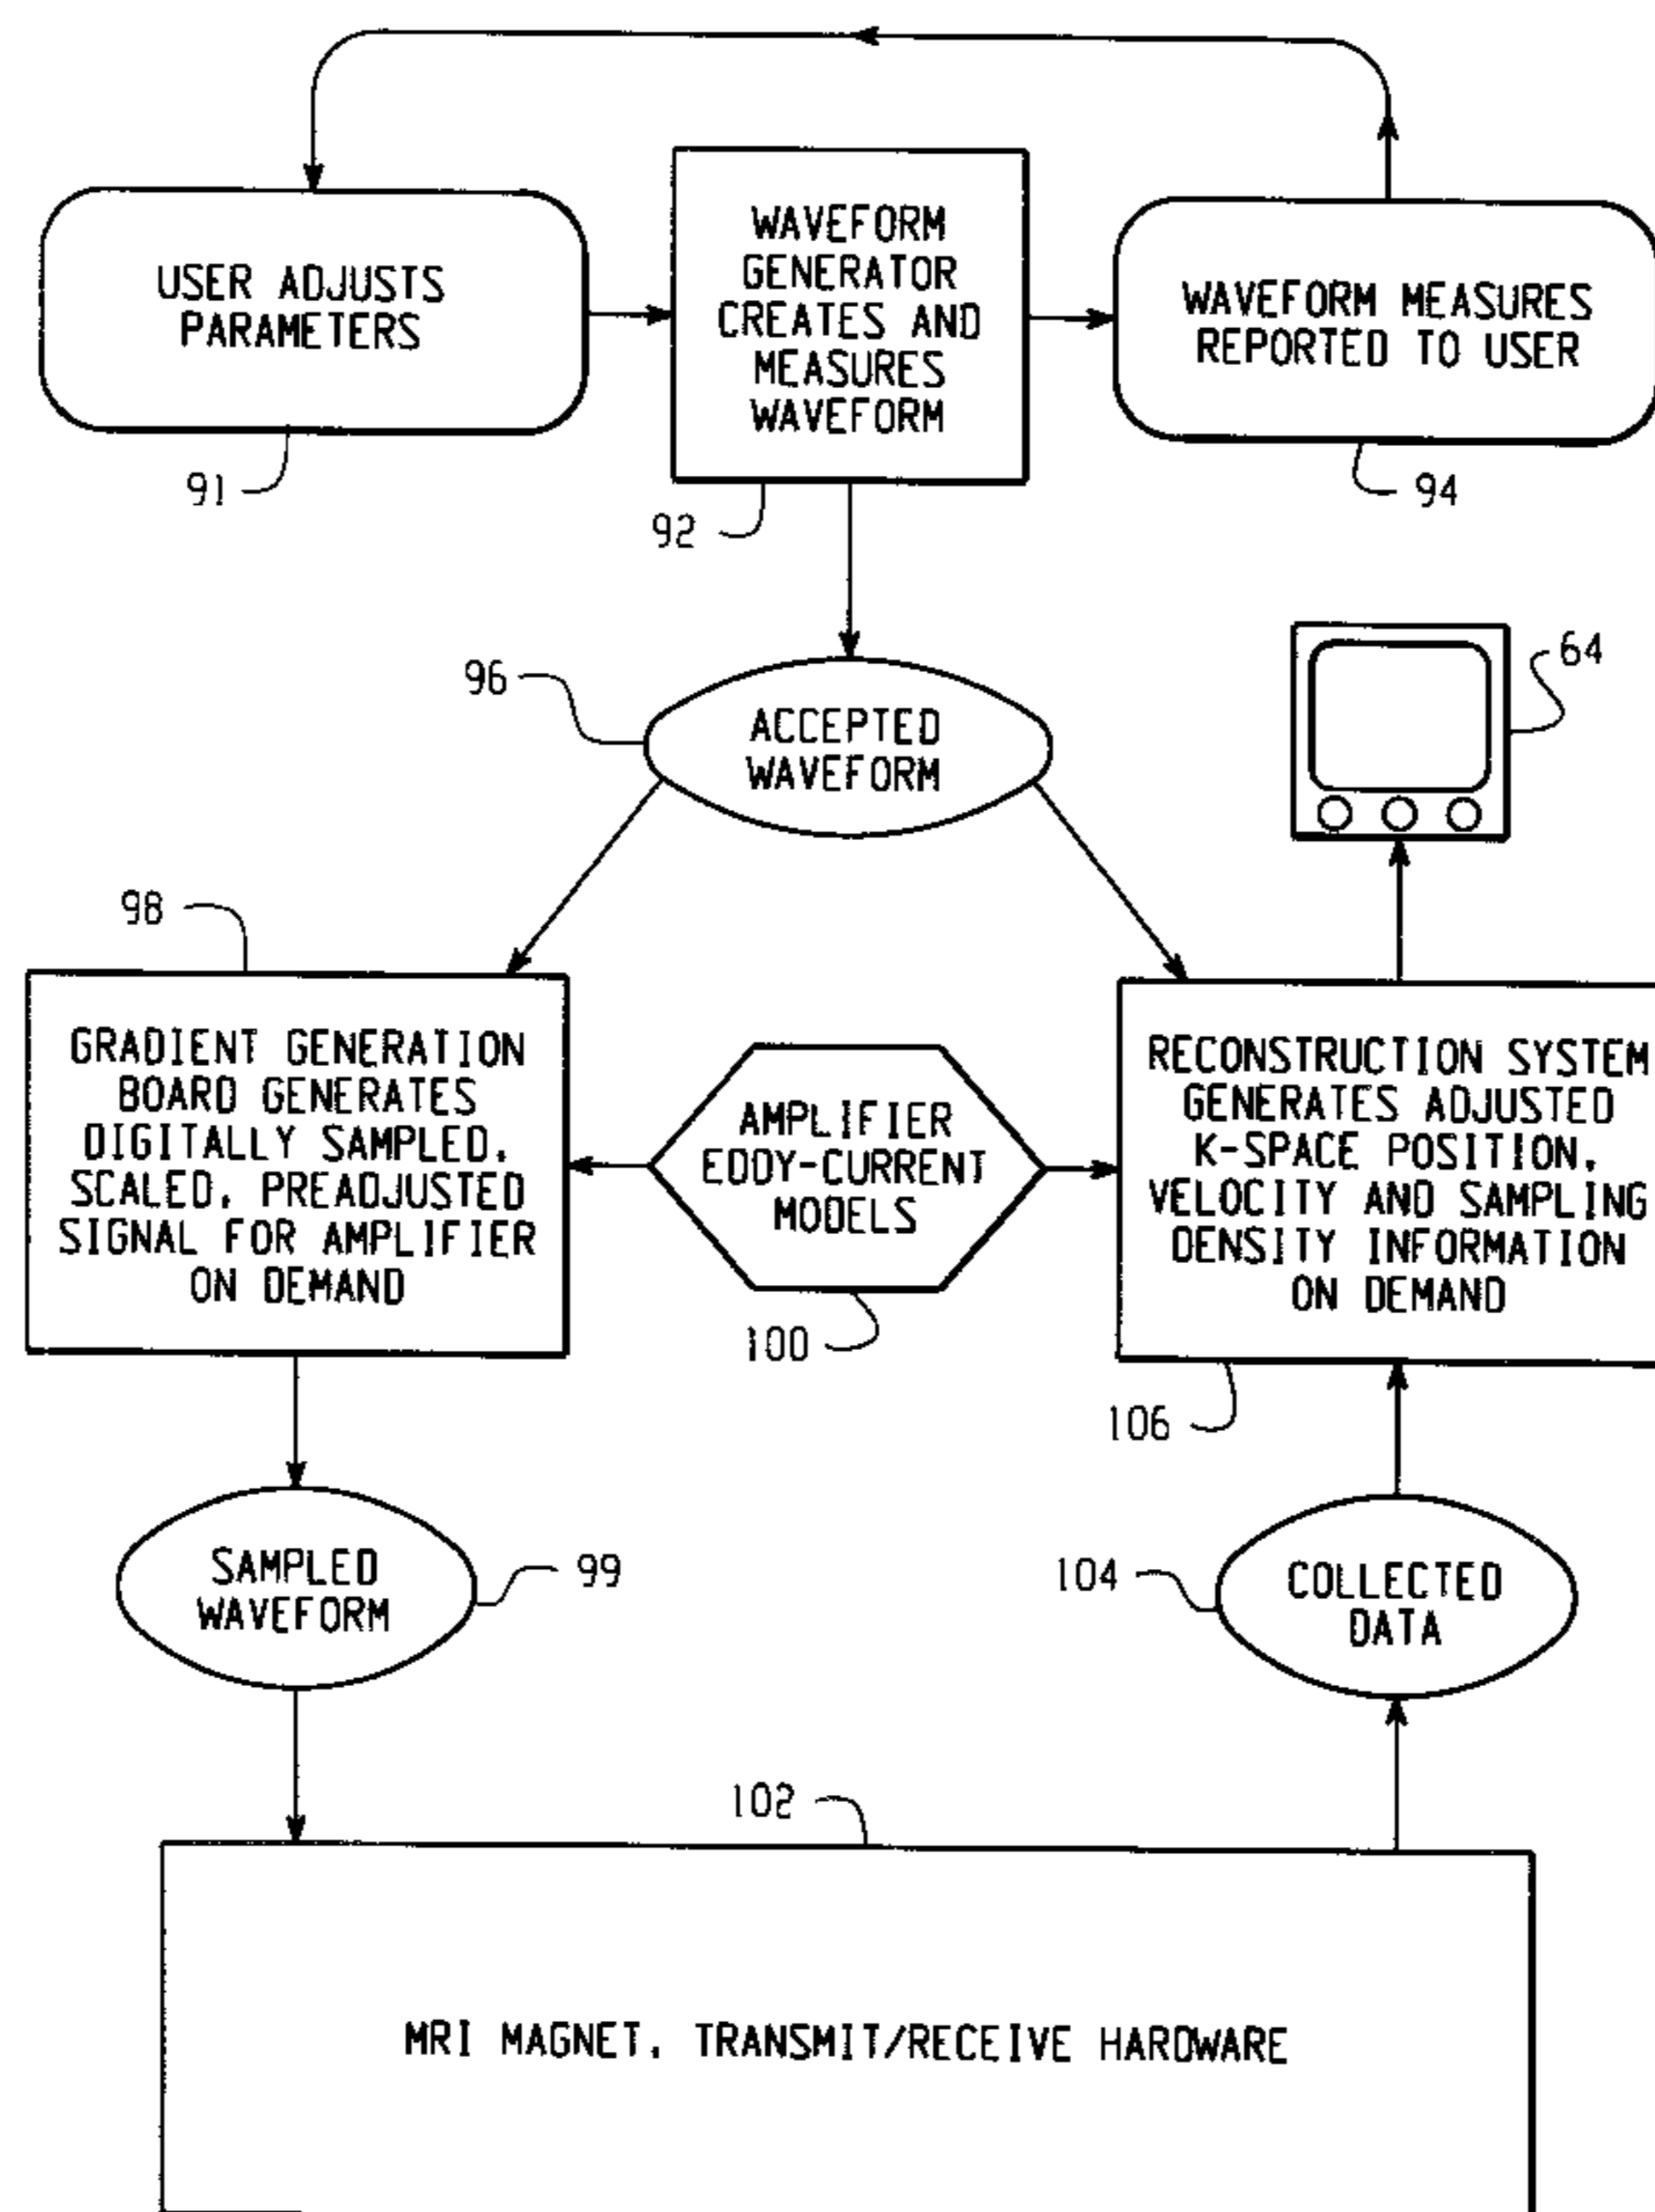 USER ADJUSTS
PARAMETERS
91
WAVEFORM
GENERATOR
CREATES AND
MEASURES
WAVEFORM
92
WAVEFORM MEASURES
REPORTED TO USER
94
96
ACCEPTED
WAVEFORM
64
98
GRADIENT GENERATION
BOARD GENERATES
DIGITALLY SAMPLED,
SCALED, PREADJUSTED
SIGNAL FOR AMPLIFIER
ON DEMAND
AMPLIFIER
EDDY-CURRENT
MODELS
100
RECONSTRUCTION SYSTEM
GENERATES ADJUSTED
K-SPACE POSITION,
VELOCITY AND SAMPLING
DENSITY INFORMATION
ON DEMAND
106
SAMPLED
WAVEFORM
99
104
COLLECTED
DATA
102
MRI MAGNET, TRANSMIT/RECEIVE HARDWARE